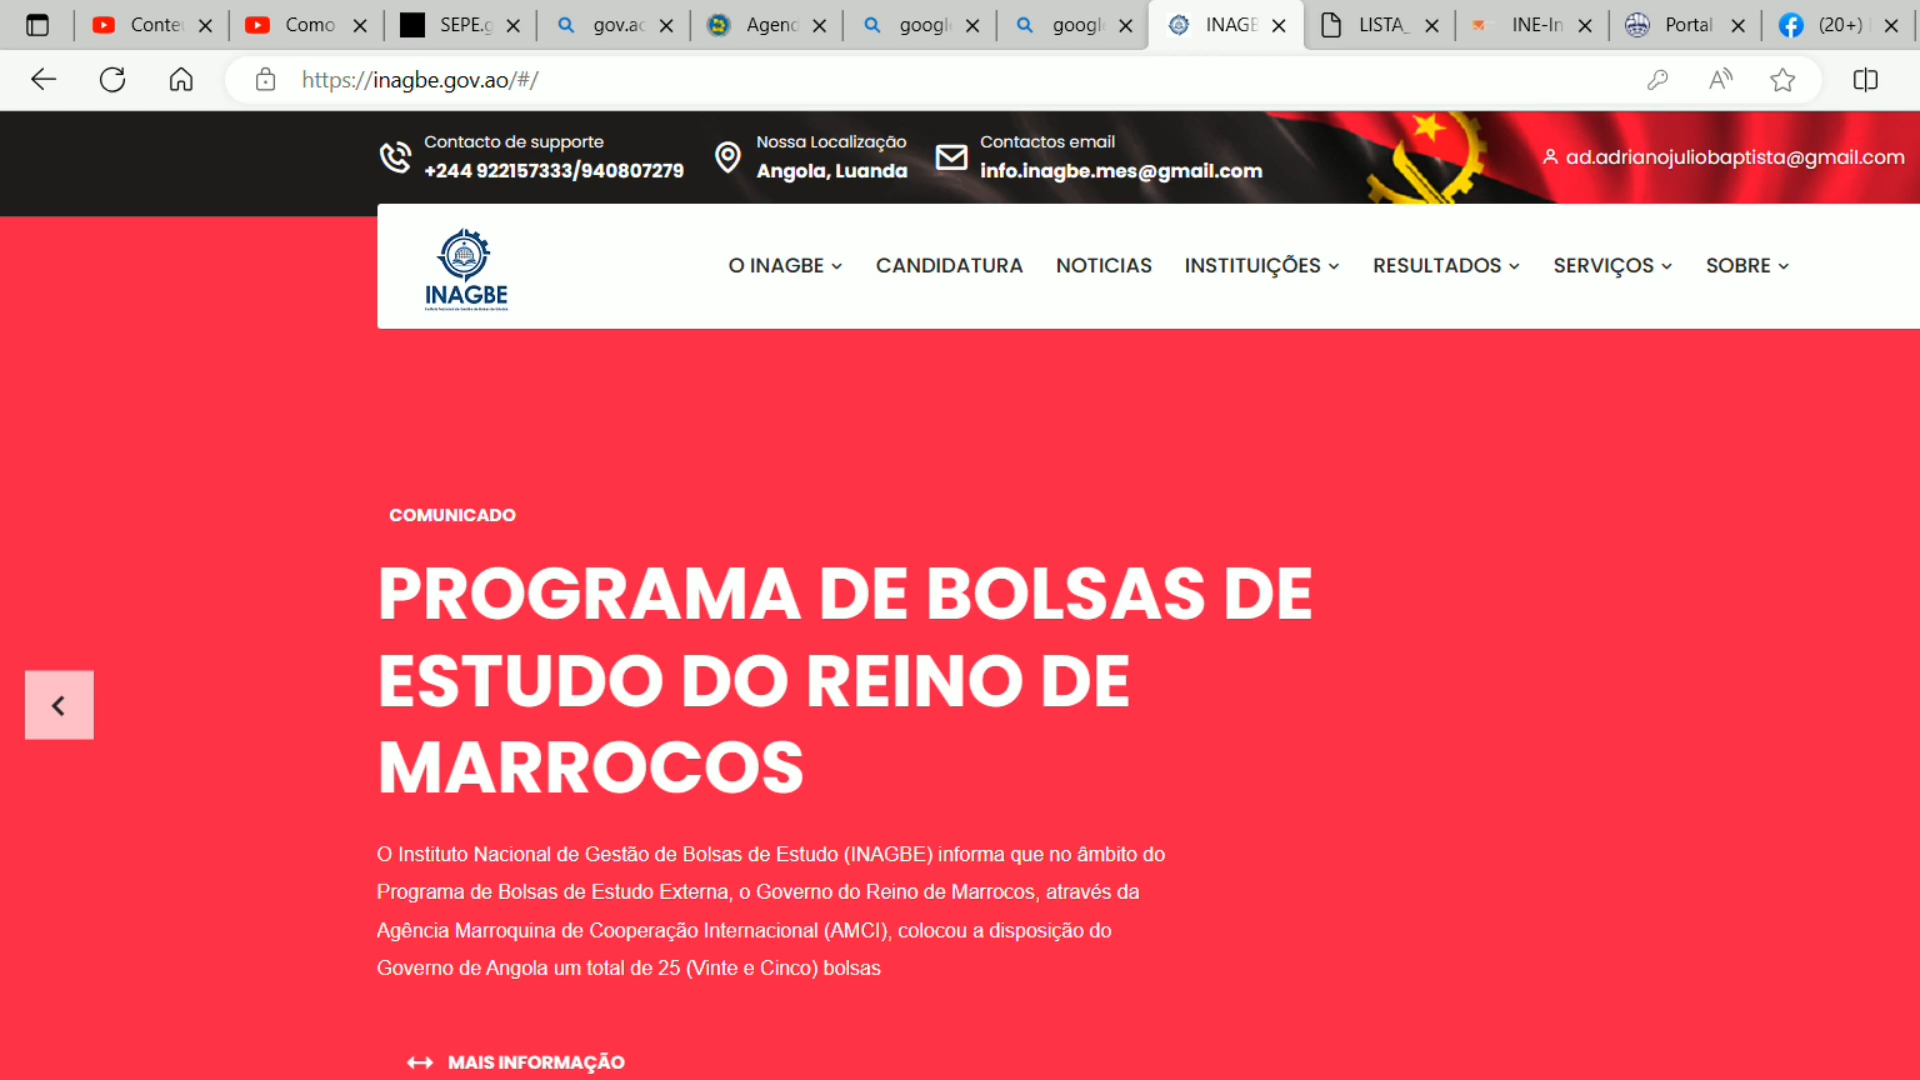 Conte
Como
SEPE.g
gov.ao
Agend
google
google
INAGB
LISTA_
INE-In
Portal
(20+)
https://inagbe.gov.ao/#/
Contacto de supporte
+244 922157333/940807279
Nossa Localização
Angola, Luanda
Contactos email
info.inagbe.mes@gmail.com
ad.adrianojuliobaptista@gmail.com
INAGBE
O INAGBE
CANDIDATURA
NOTICIAS
INSTITUIÇÕES
RESULTADOS
SERVIÇOS
SOBRE
COMUNICADO
PROGRAMA DE BOLSAS DE
ESTUDO DO REINO DE
MARROCOS
O Instituto Nacional de Gestão de Bolsas de Estudo (INAGBE) informa que no âmbito do
Programa de Bolsas de Estudo Externa, o Governo do Reino de Marrocos, através da
Agência Marroquina de Cooperação Internacional (AMCI), colocou a disposição do
Governo de Angola um total de 25 (Vinte e Cinco) bolsas
MAIS INFORMAÇÃO